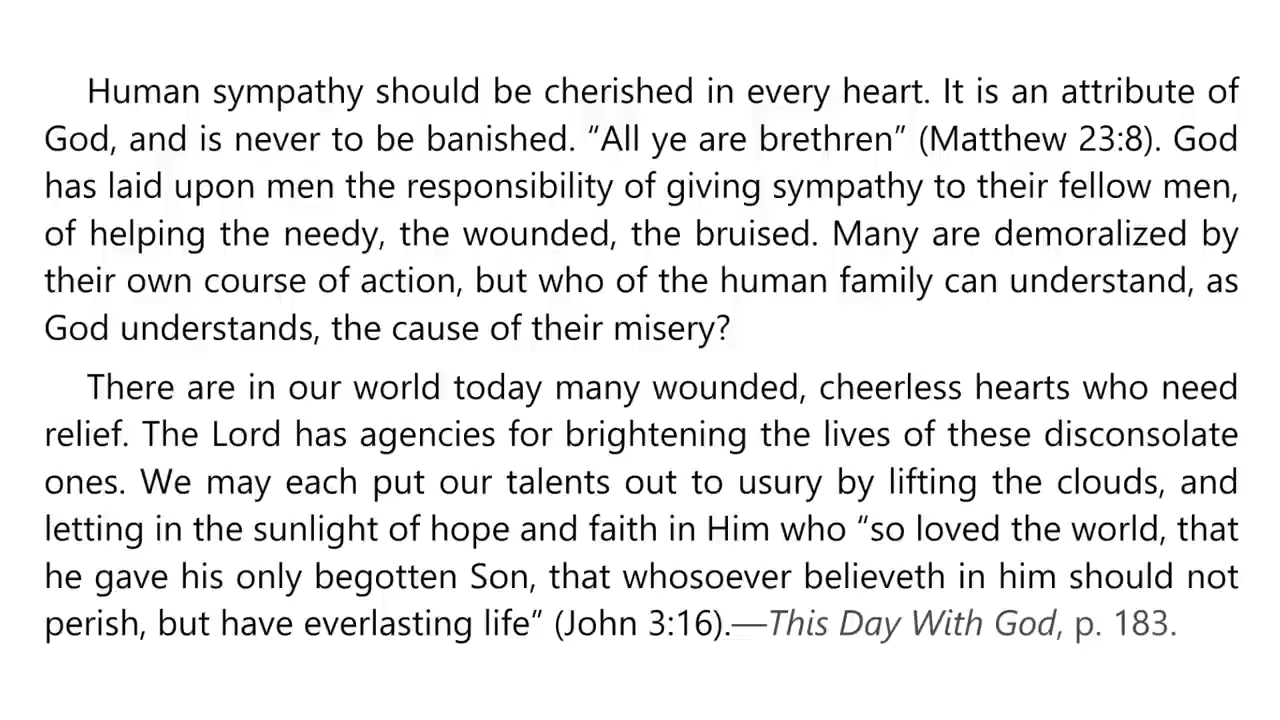 Human sympathy should be cherished in every heart. It is an attribute of
God, and is never to be banished. “All ye are brethren” (Matthew 23:8). God
has laid upon men the responsibility of giving sympathy to their fellow men,
of helping the needy, the wounded, the bruised. Many are demoralized by
their own course of action, but who of the human family can understand, as
God understands, the cause of their misery?
There are in our world today many wounded, cheerless hearts who need
relief. The Lord has agencies for brightening the lives of these disconsolate
ones. We may each put our talents out to usury by lifting the clouds, and
letting in the sunlight of hope and faith in Him who “so loved the world, that
he gave his only begotten Son, that whosoever believeth in him should not
perish, but have everlasting life” (John 3:16).—This Day With God, p. 183.